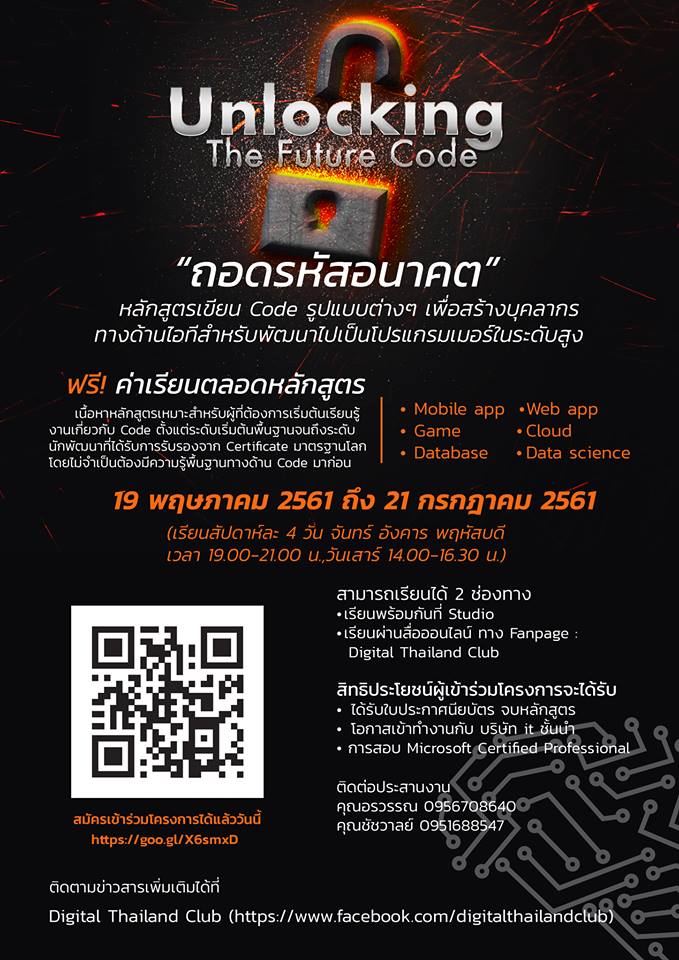 Unlocking
The Future Code
“ถอดรหัสอนาคต”
หลักสูตรเขียน Code รูปแบบต่างๆ เพื่อสร้างบุคลากร
ทางด้านไอทีสำหรับพัฒนาไปเป็นโปรแกรมเมอร์ในระดับสูง
ฟรี! ค่าเรียนตลอดหลักสูตร
เนื้อหาหลักสูตรเหมาะสำหรับผู้ที่ต้องการเริ่มต้นเรียนรู้
งานเกี่ยวกับ Code ตั้งแต่ระดับเริ่มต้นพื้นฐานจนถึงระดับ
นักพัฒนาที่ได้รับการรับรองจาก Certificate มาตรฐานโลก
โดยไม่จำเป็นต้องมีความรู้พื้นฐานทางด้าน Code มาก่อน
• Mobile app •Web app
• Game •Cloud
• Database •Data science
19 พฤษภาคม 2561 ถึง 21 กรกฎาคม 2561
(เรียนสัปดาห์ละ 4 วัน จันทร์ อังคาร พฤหัสบดี
เวลา 19.00-21.00 น.,วันเสาร์ 14.00-16.30 น.)
สามารถเรียนได้ 2 ช่องทาง
•เรียนพร้อมกันที่ Studio
•เรียนผ่านสื่อออนไลน์ ทาง Fanpage :
Digital Thailand Club
สิทธิประโยชน์ผู้เข้าร่วมโครงการจะได้รับ
• ได้รับใบประกาศนียบัตร จบหลักสูตร
• โอกาสเข้าทำงานกับ บริษัท it ชั้นนำ
• การสอบ Microsoft Certified Professional
ติดต่อประสานงาน
คุณอรวรรณ 0956708640
คุณชัชวาลย์ 0951688547
สมัครเข้าร่วมโครงการได้แล้ววันนี้
https://goo.gl/X6smxD
ติดตามข่าวสารเพิ่มเติมได้ที่
Digital Thailand Club (https://www.facebook.com/digitalthailandclub)